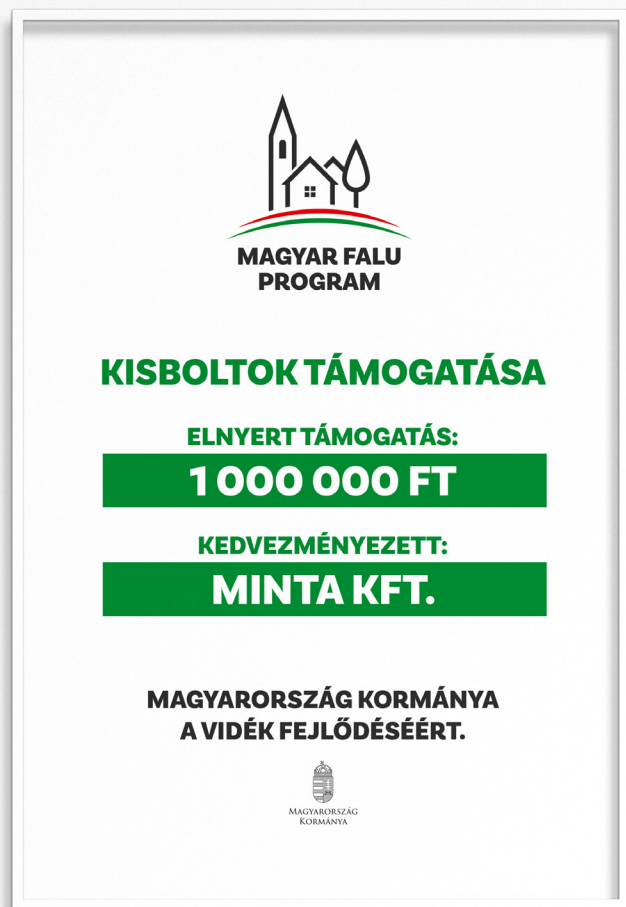 MAGYAR FALU
PROGRAM
KISBOLTOK TÁMOGATÁSA
ELNYERT TÁMOGATÁS:
1 000 000 FT
KEDVEZMÉNYEZETT:
MINTA KFT.
MAGYARORSZÁG KORMÁNYA
A VIDÉK FEJLŐDÉSÉÉRT.
MAGYARORSZÁG
KORMÁNYA